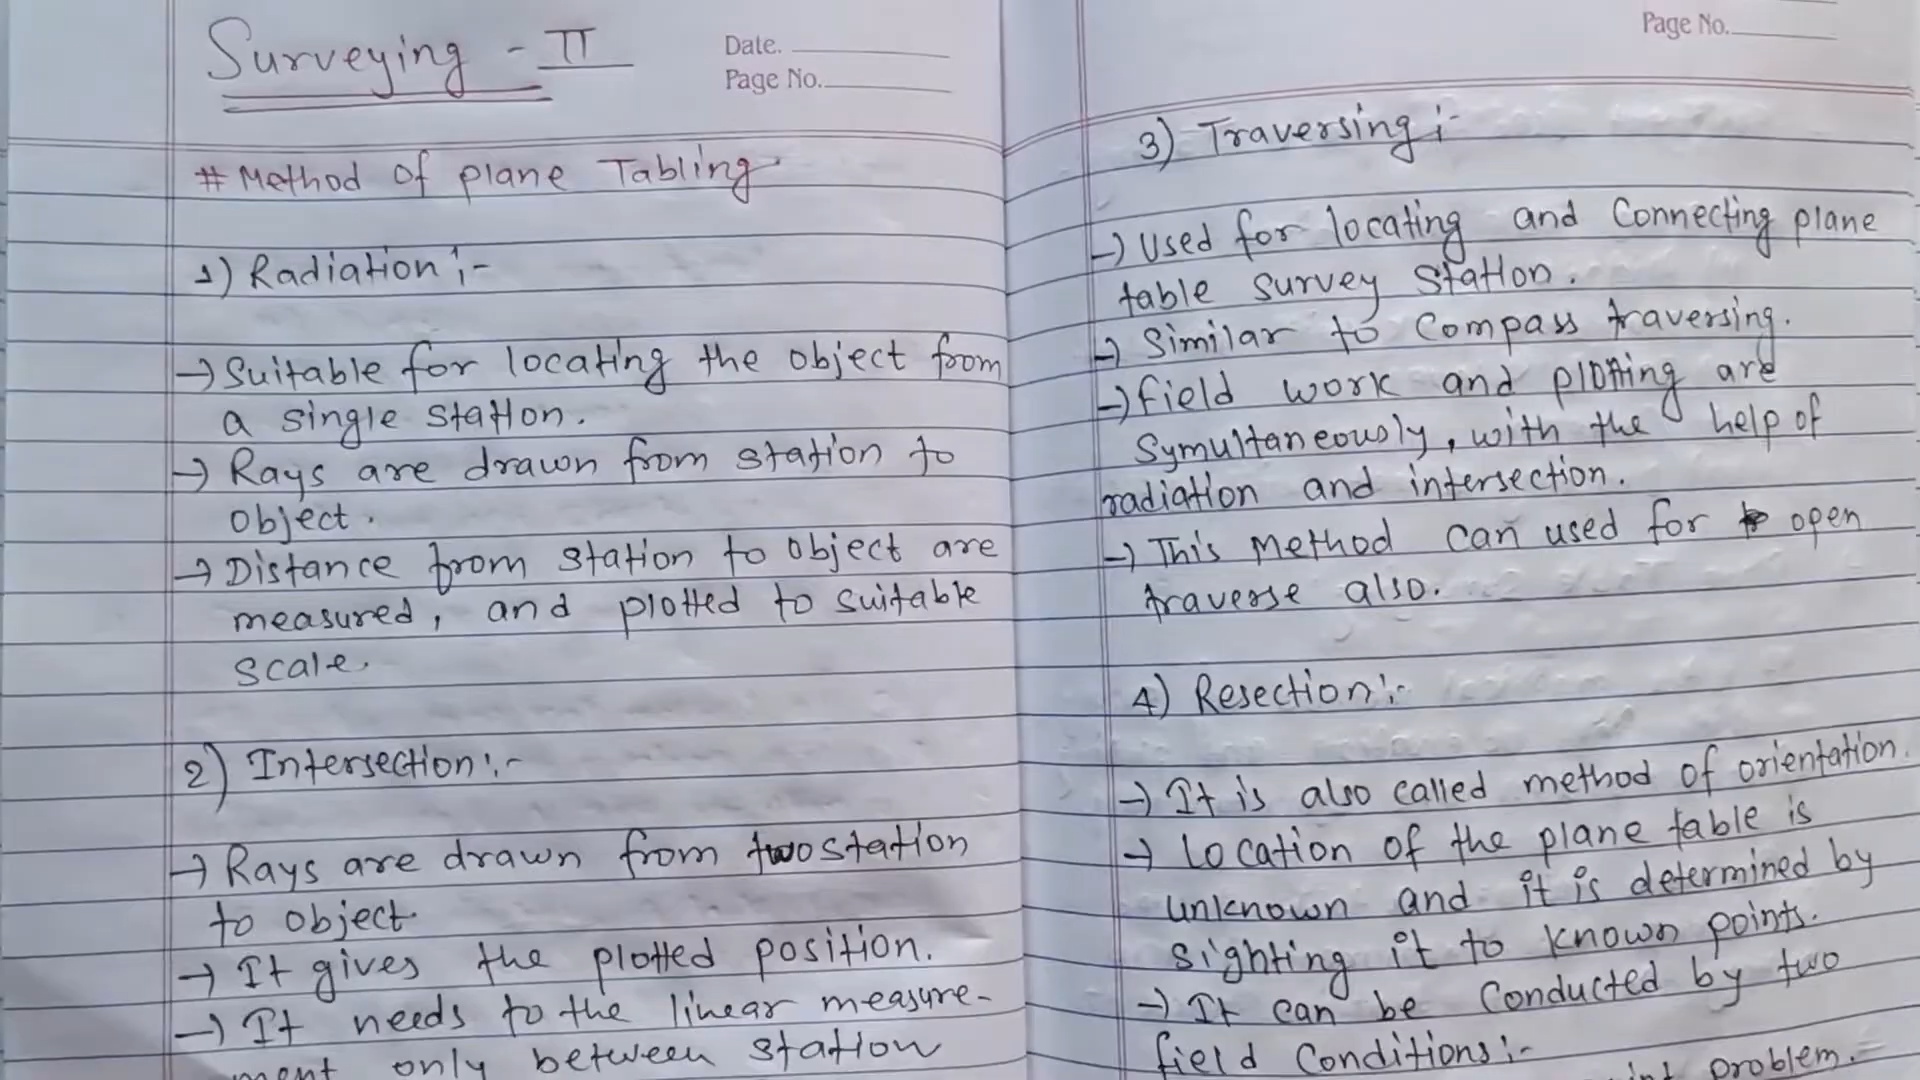 Surveying - II
Date.
Page No.
# Method of plane Tabling
1) Radiation :-
→ Suitable for locating the object from
a single station.
→ Rays are drawn from station to
object.
→ Distance from station to object are
measured, and plotted to suitable
scale.
2) Intersection :-
→ Rays are drawn from two station
to object
→ It gives the plotted position.
→ It needs to the linear measure-
ment only between station
Page No.
3) Traversing :-
→ Used for locating and Connecting plane
table survey station.
→ Similar to Compass traversing.
→ field work and plotting are
Symultaneously, with the help of
radiation and intersection.
→ This Method can used for open
traverse also.
4) Resection :-
→ It is also called method of orientation.
→ Location of the plane table is
unknown and it is determined by
sighting it to known points.
→ It can be Conducted by two
field Conditions :-
problem.